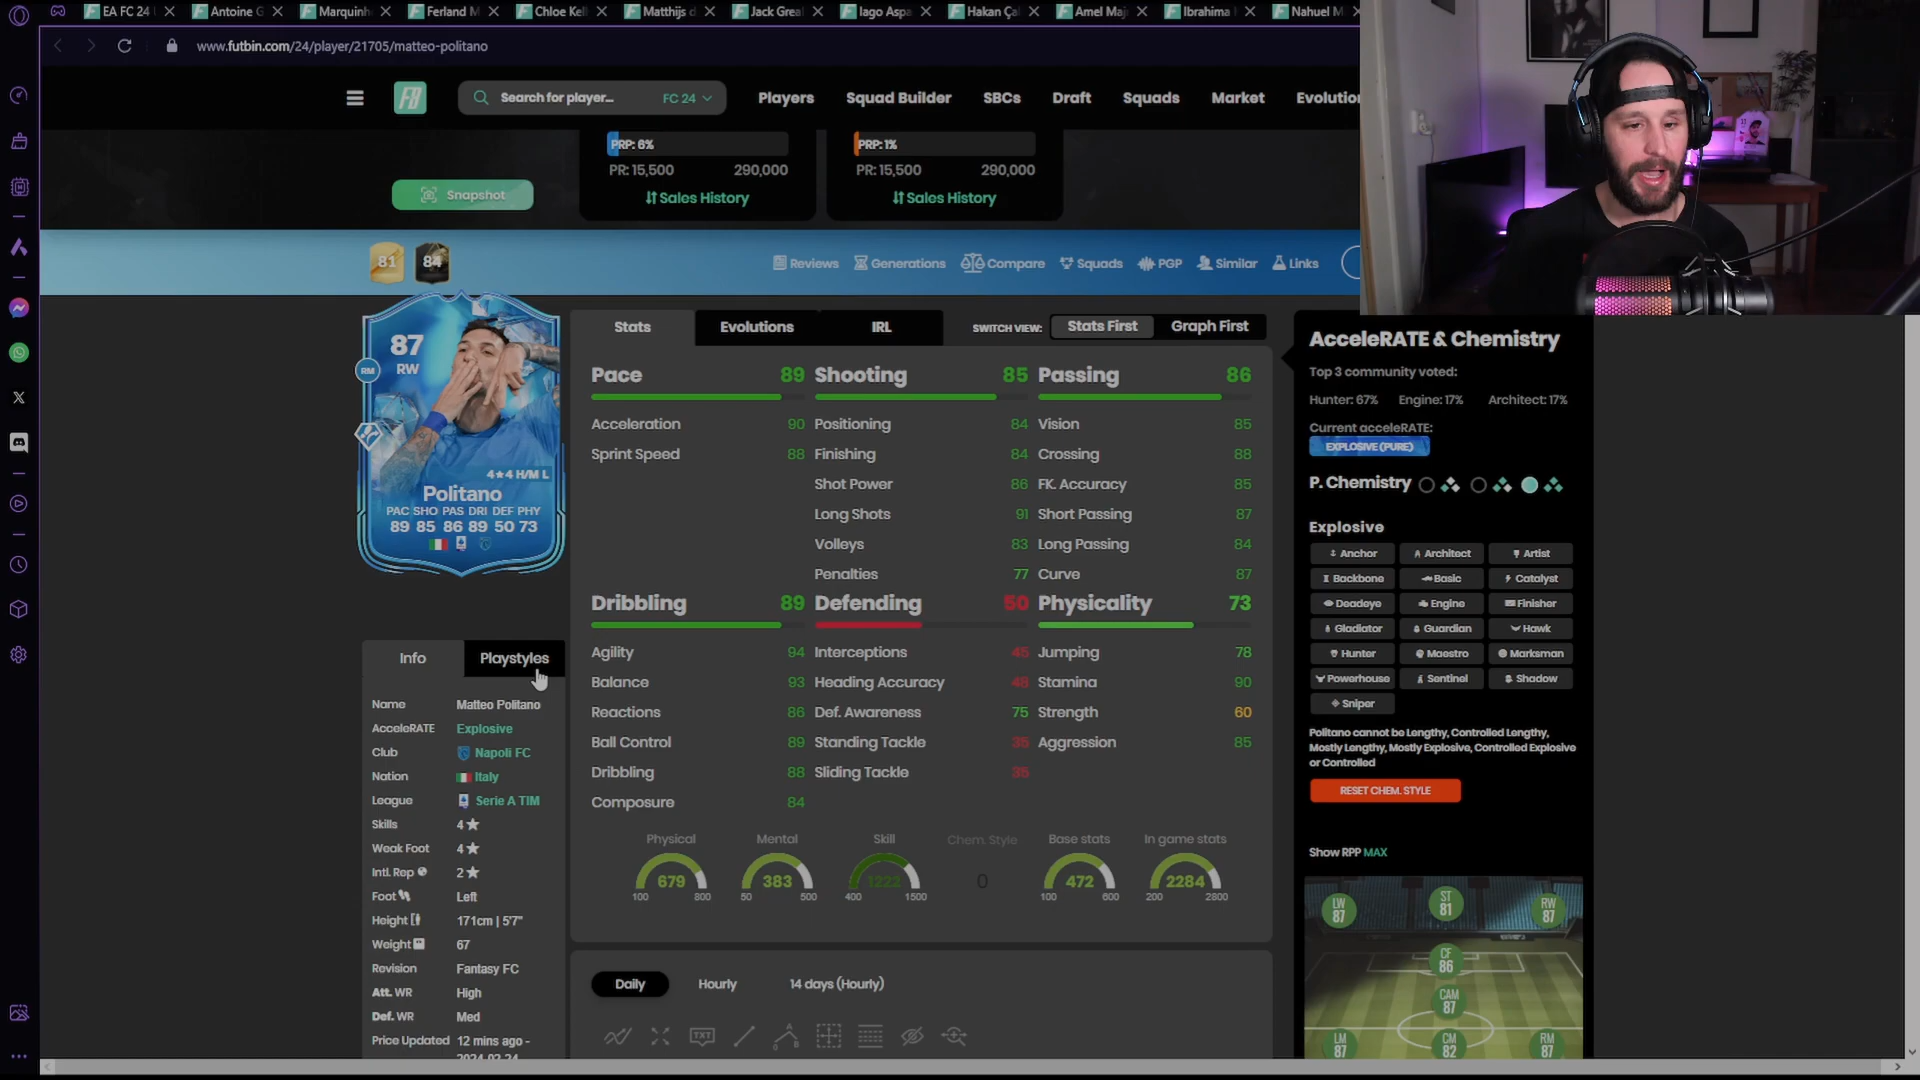 EA FC 24
Antoine G
Marquinh
Ferland M
Chloe Kel
Matthijs d
Jack Grea
Iago Aspa
Hakan Çal
Amel Maj
Ibrahima
Nahuel M
www.futbin.com/24/player/21705/matteo-politano
FB
Search for player...
FC 24
Players
Squad Builder
SBCs
Draft
Squads
Market
Evolution
PRP: 6%
PR: 15,500 290,000
Sales History
PRP: 1%
PR: 15,500 290,000
Sales History
Snapshot
81
84
Reviews
Generations
Compare
Squads
PGP
Similar
Links
87
RW
RM
4★4 H/M L
Politano
PAC SHO PAS DRI DEF PHY
89 85 86 89 50 73
Stats
Evolutions
IRL
SWITCH VIEW:
Stats First
Graph First
Pace 89
Acceleration 90
Sprint Speed 88
Shooting 85
Positioning 84
Finishing 84
Shot Power 86
Long Shots 91
Volleys 83
Penalties 77
Passing 86
Vision 85
Crossing 88
FK. Accuracy 85
Short Passing 87
Long Passing 84
Curve 87
Dribbling 89
Agility 94
Balance 93
Reactions 86
Ball Control 89
Dribbling 88
Composure 84
Defending 50
Interceptions 45
Heading Accuracy 48
Def. Awareness 75
Standing Tackle 35
Sliding Tackle 35
Physicality 73
Jumping 78
Stamina 90
Strength 60
Aggression 85
Physical
679
100 800
Mental
383
50 500
Skill
1222
400 1500
Chem. Style
0
Base stats
472
100 600
In game stats
2284
200 2800
Info
Playstyles
Name Matteo Politano
AcceleRATE Explosive
Club Napoli FC
Nation Italy
League Serie A TIM
Skills 4★
Weak Foot 4★
Intl. Rep 2★
Foot Left
Height 171cm | 5'7"
Weight 67
Revision Fantasy FC
Att. WR High
Def. WR Med
Price Updated 12 mins ago -
2024-02-24
Daily
Hourly
14 days (Hourly)
TXT
AcceleRATE & Chemistry
Top 3 community voted:
Hunter: 67% Engine: 17% Architect: 17%
Current acceleRATE:
EXPLOSIVE (PURE)
P. Chemistry
Explosive
Anchor
Architect
Artist
Backbone
Basic
Catalyst
Deadeye
Engine
Finisher
Gladiator
Guardian
Hawk
Hunter
Maestro
Marksman
Powerhouse
Sentinel
Shadow
Sniper
Politano cannot be Lengthy, Controlled Lengthy,
Mostly Lengthy, Mostly Explosive, Controlled Explosive
or Controlled
RESET CHEM. STYLE
Show RPP MAX
LW
87
ST
81
RW
87
CF
86
CAM
87
LM
87
CM
82
RM
87